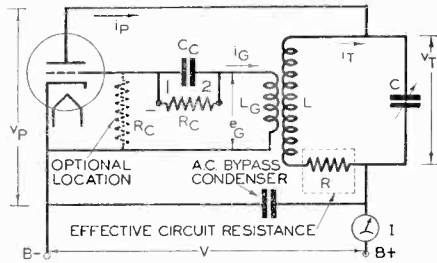 iP
CC
iG
iT
vT
1 2
LG
L
C
RC
RC
eG
vP
OPTIONAL
LOCATION
A.C. BYPASS
CONDENSER
R
EFFECTIVE CIRCUIT RESISTANCE
I
B-
V
B+